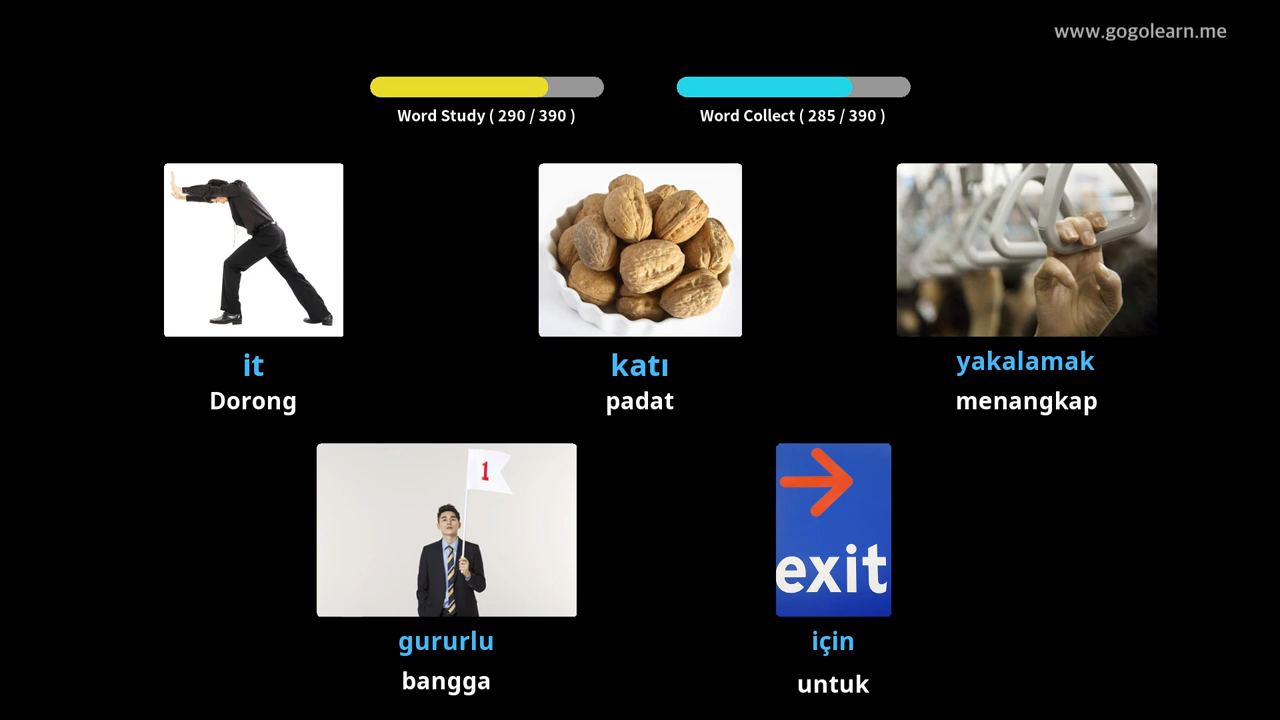 www.gogolearn.me
Word Study ( 290 / 390 )
Word Collect ( 285 / 390 )
it
Dorong
katı
padat
yakalamak
menangkap
1
gururlu
bangga
exit
için
untuk